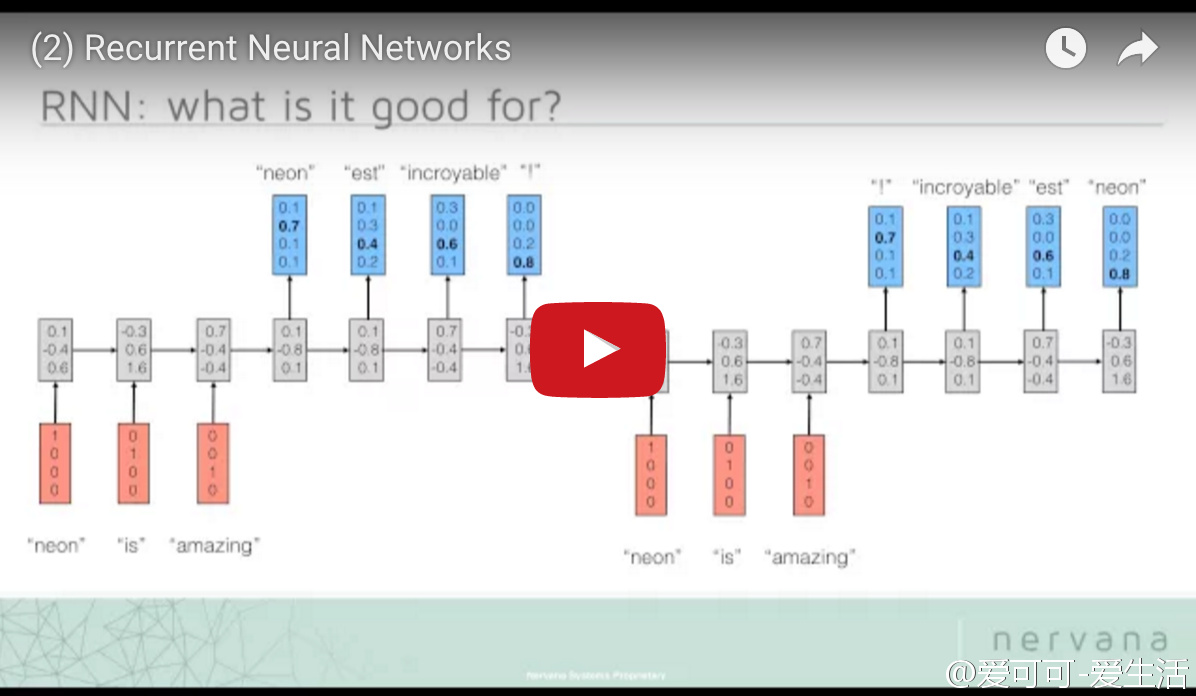 (2) Recurrent Neural Networks
RNN: what is it good for?
“neon” “est” “incroyable” “!”
0.1 0.1 0.3 0.0
0.7 0.3 0.0 0.0
0.1 0.4 0.6 0.2
0.1 0.2 0.1 0.8
0.1 -0.3 0.7 0.1 0.1 0.7
-0.4 0.6 -0.4 -0.8 -0.8 -0.4
0.6 1.6 -0.4 0.1 0.1 -0.4
1 0 0
0 1 0
0 0 1
0 0 0
“neon” “is” “amazing”
“!” “incroyable” “est” “neon”
0.1 0.1 0.3 0.0
0.7 0.3 0.0 0.0
0.1 0.4 0.6 0.2
0.1 0.2 0.1 0.8
-0.3 0.7 0.1 0.1 0.7 -0.3
0.6 -0.4 -0.8 -0.8 -0.4 0.6
1.6 -0.4 0.1 0.1 -0.4 1.6
1 0 0
0 1 0
0 0 1
0 0 0
“neon” “is” “amazing”
nervana
Nervana Systems Proprietary
@爱可可-爱生活